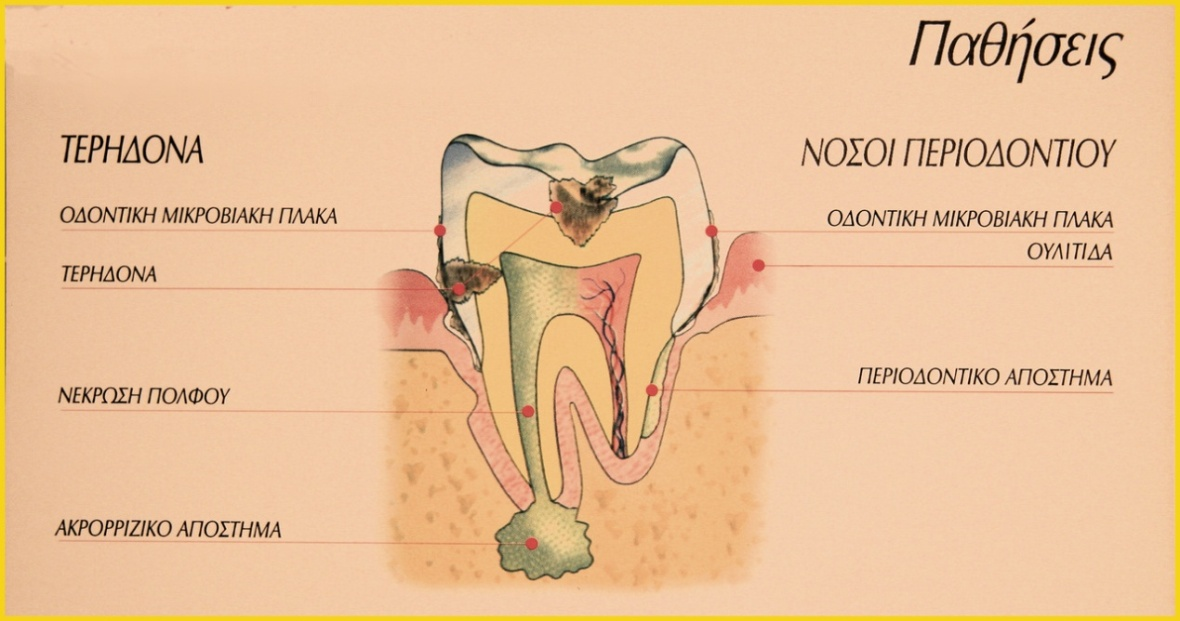 Παθήσεις
ΤΕΡΗΔΟΝΑ
ΟΔΟΝΤΙΚΗ ΜΙΚΡΟΒΙΑΚΗ ΠΛΑΚΑ
ΤΕΡΗΔΟΝΑ
ΝΕΚΡΩΣΗ ΠΟΛΦΟΥ
ΑΚΡΟΡΡΙΖΙΚΟ ΑΠΟΣΤΗΜΑ
ΝΟΣΟΙ ΠΕΡΙΟΔΟΝΤΙΟΥ
ΟΔΟΝΤΙΚΗ ΜΙΚΡΟΒΙΑΚΗ ΠΛΑΚΑ
ΟΥΛΙΤΙΔΑ
ΠΕΡΙΟΔΟΝΤΙΚΟ ΑΠΟΣΤΗΜΑ